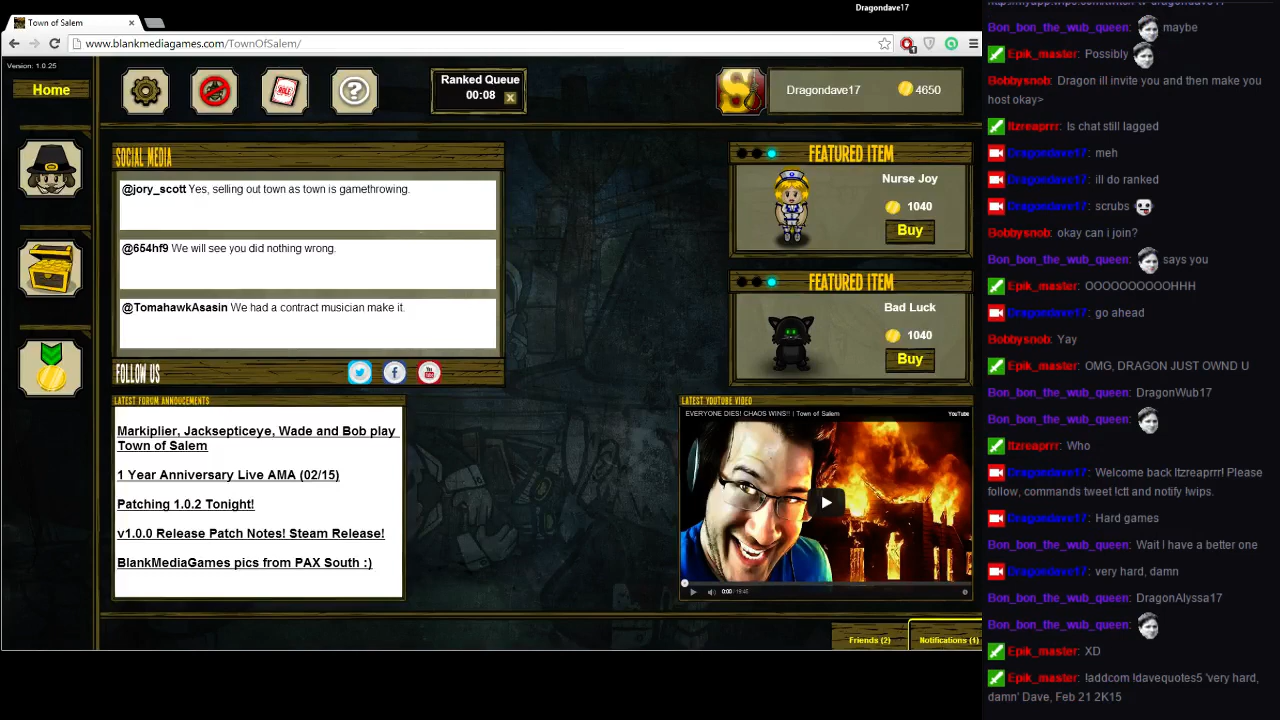 Dragondave17
Town of Salem
www.blankmediagames.com/TownOfSalem/
Version: 1.0.25
Home
ROLE
?
Ranked Queue
00:08
X
Dragondave17
4650
SOCIAL MEDIA
@jory_scott Yes, selling out town as town is gamethrowing.
@654hf9 We will see you did nothing wrong.
@TomahawkAsasin We had a contract musician make it.
FOLLOW US
FEATURED ITEM
Nurse Joy
1040
Buy
FEATURED ITEM
Bad Luck
1040
Buy
LATEST FORUM ANNOUCEMENTS
Markiplier, Jacksepticeye, Wade and Bob play
Town of Salem
1 Year Anniversary Live AMA (02/15)
Patching 1.0.2 Tonight!
v1.0.0 Release Patch Notes! Steam Release!
BlankMediaGames pics from PAX South :)
LATEST YOUTUBE VIDEO
EVERYONE DIES! CHAOS WINS!! | Town of Salem
YouTube
0:00 / 19:45
Friends (2)
Notifications (1)
Bon_bon_the_wub_queen: maybe
Epik_master: Possibly
Bobbysnob: Dragon ill invite you and then make you
host okay>
Itzreaprrr: Is chat still lagged
Dragondave17: meh
Dragondave17: ill do ranked
Dragondave17: scrubs
Bobbysnob: okay can i join?
Bon_bon_the_wub_queen: says you
Epik_master: OOOOOOOOOOHHH
Dragondave17: go ahead
Bobbysnob: Yay
Epik_master: OMG, DRAGON JUST OWND U
Bon_bon_the_wub_queen: DragonWub17
Bon_bon_the_wub_queen:
Itzreaprrr: Who
Dragondave17: Welcome back Itzreaprrr! Please
follow, commands tweet !ctt and notify !wips.
Dragondave17: Hard games
Bon_bon_the_wub_queen: Wait I have a better one
Dragondave17: very hard, damn
Bon_bon_the_wub_queen: DragonAlyssa17
Bon_bon_the_wub_queen:
Epik_master: XD
Epik_master: !addcom !davequotes5 'very hard,
damn' Dave, Feb 21 2K15